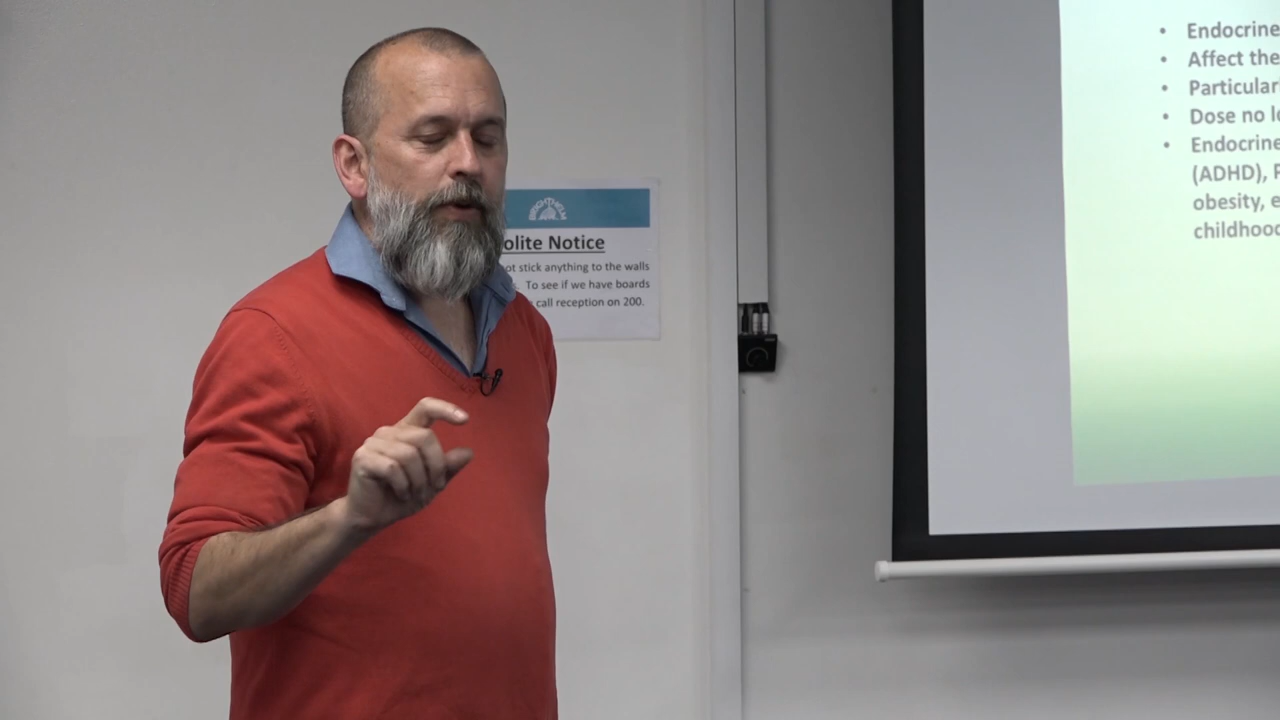 BRIGHTHELM
olite Notice
ot stick anything to the walls
. To see if we have boards
call reception on 200.
• Endocrine
• Affect the
• Particular
• Dose no l
• Endocrine
(ADHD),
obesity, e
childhood